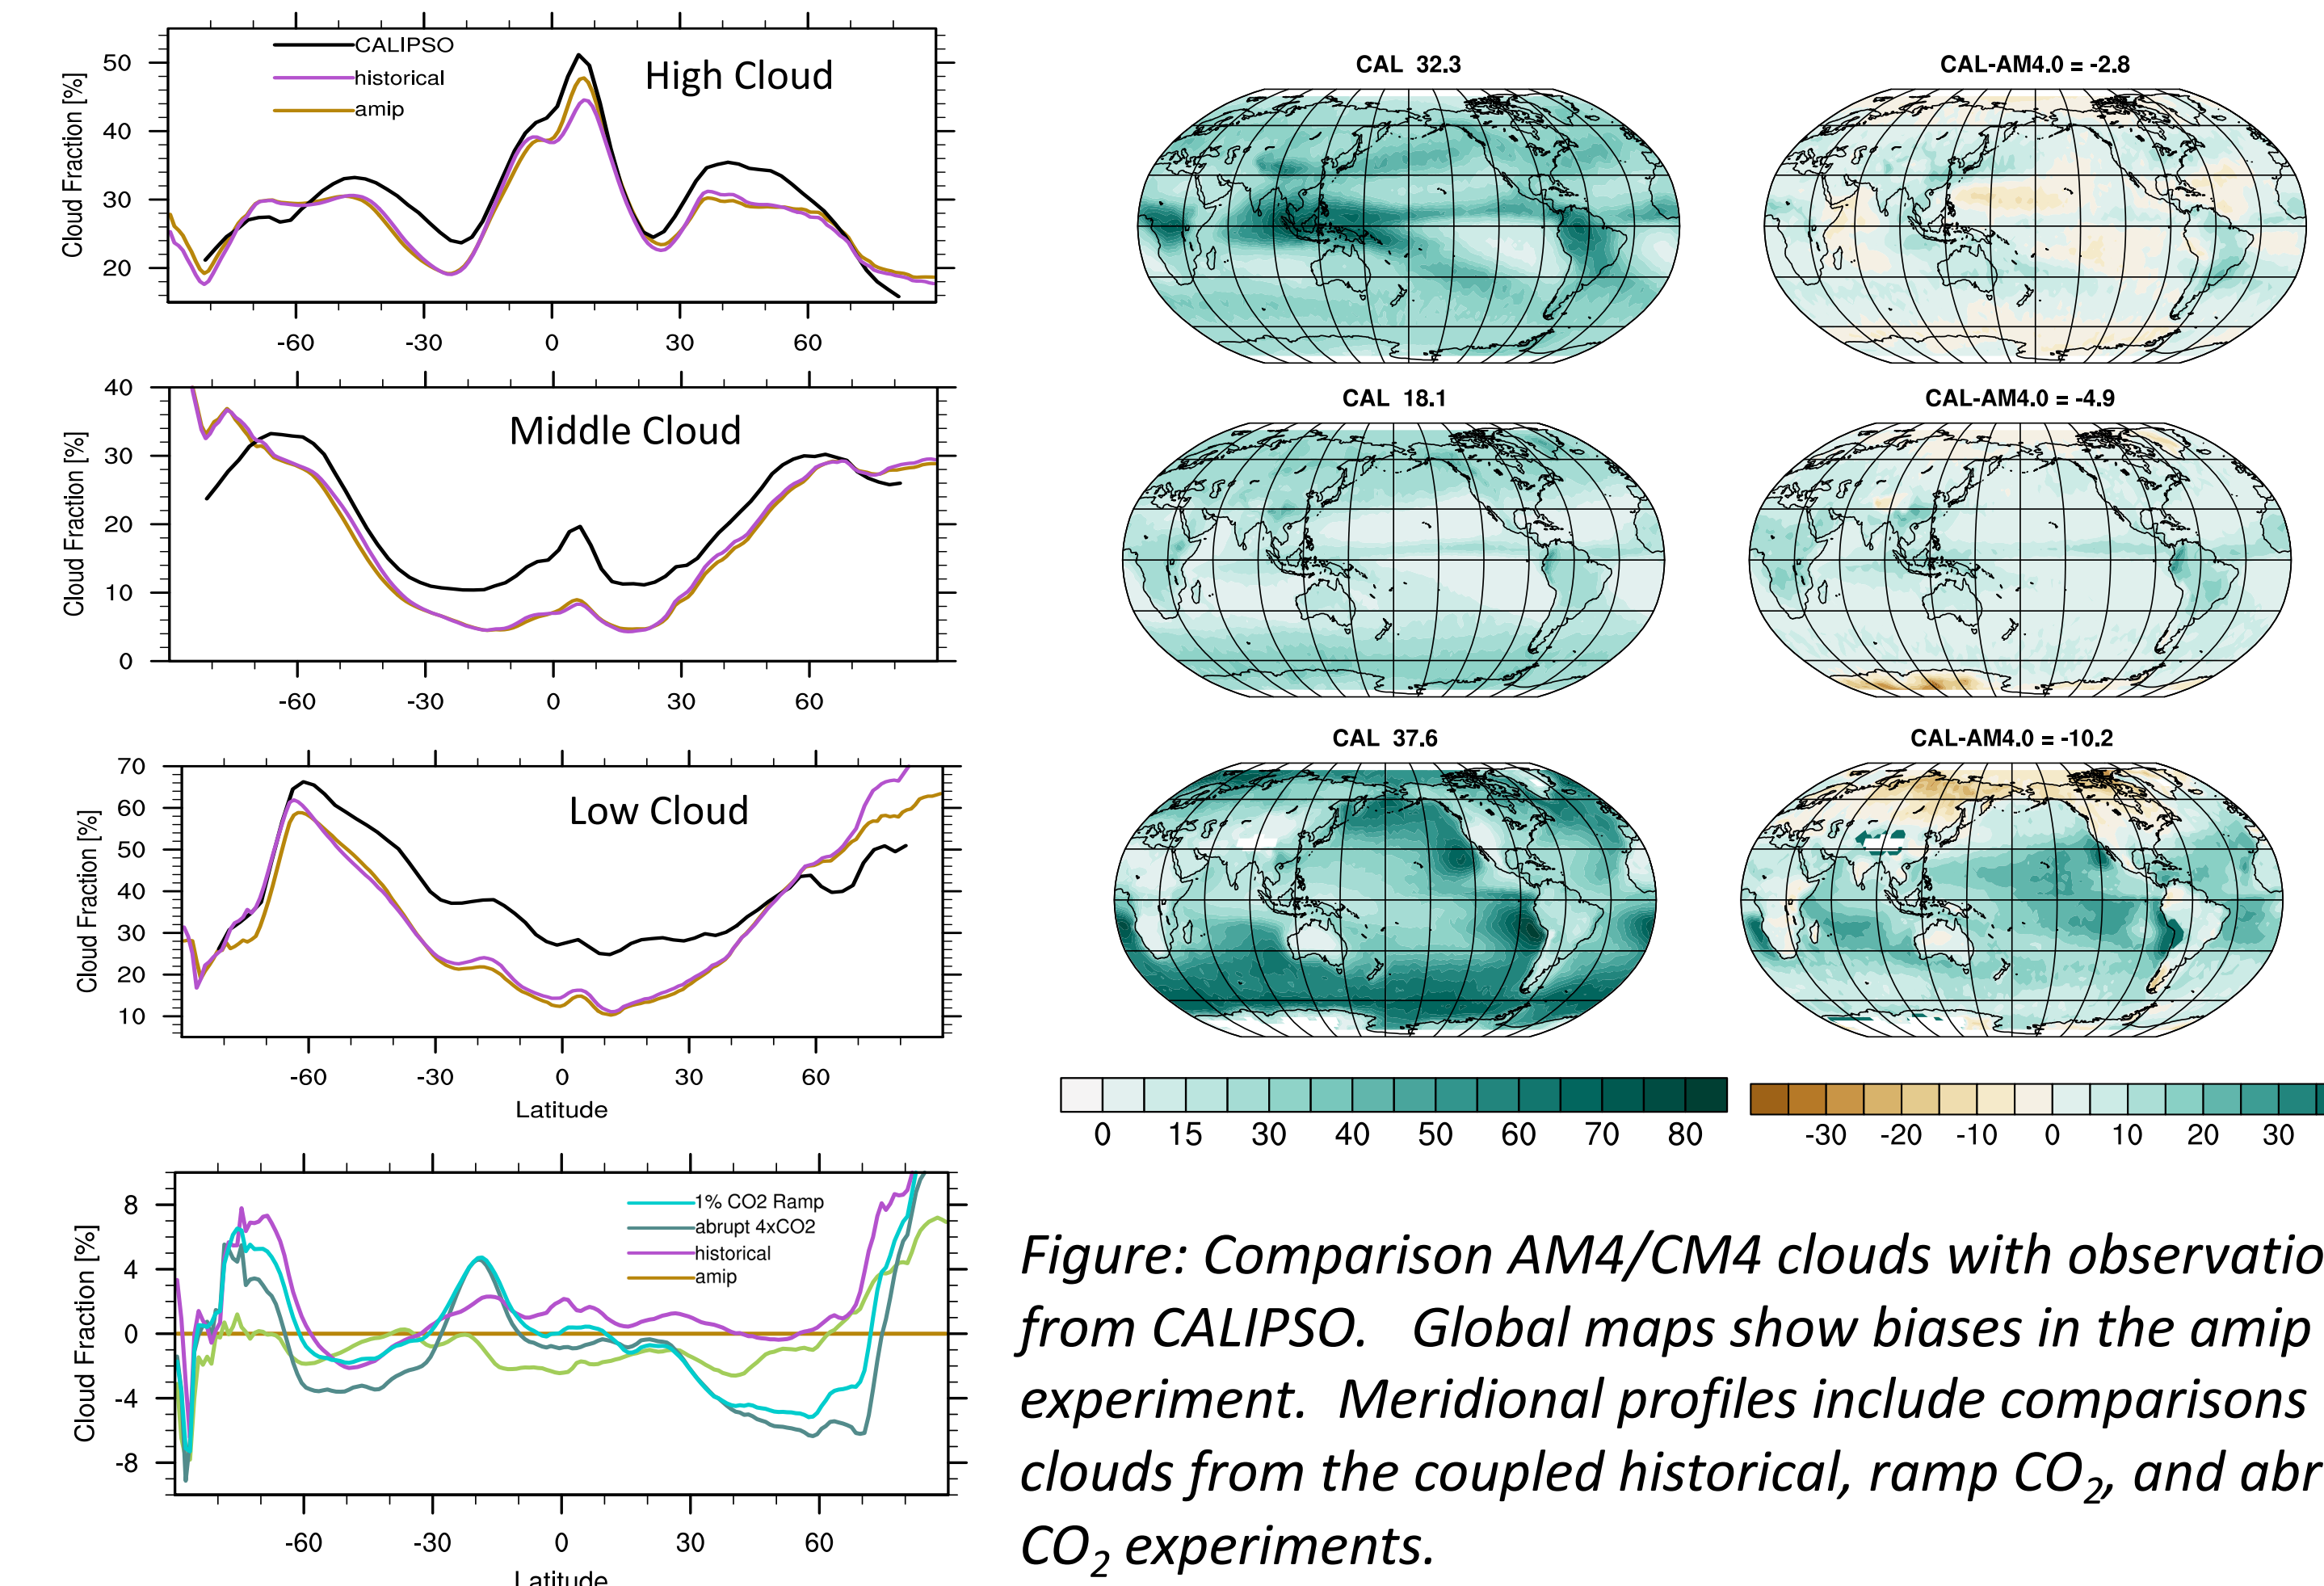 50
40
30
20
Cloud Fraction [%]
CALIPSO
historical
amip
High Cloud
-60 -30 0 30 60
40
30
20
10
0
Cloud Fraction [%]
Middle Cloud
-60 -30 0 30 60
70
60
50
40
30
20
10
Cloud Fraction [%]
Low Cloud
-60 -30 0 30 60
Latitude
8
4
0
-4
-8
Cloud Fraction [%]
1% CO2 Ramp
abrupt 4xCO2
historical
amip
-60 -30 0 30 60
Latitude
CAL 32.3
CAL-AM4.0 = -2.8
CAL 18.1
CAL-AM4.0 = -4.9
CAL 37.6
CAL-AM4.0 = -10.2
0 15 30 40 50 60 70 80
-30 -20 -10 0 10 20 30
Figure: Comparison AM4/CM4 clouds with observatio
from CALIPSO. Global maps show biases in the amip
experiment. Meridional profiles include comparisons
clouds from the coupled historical, ramp CO2, and abr
CO2 experiments.